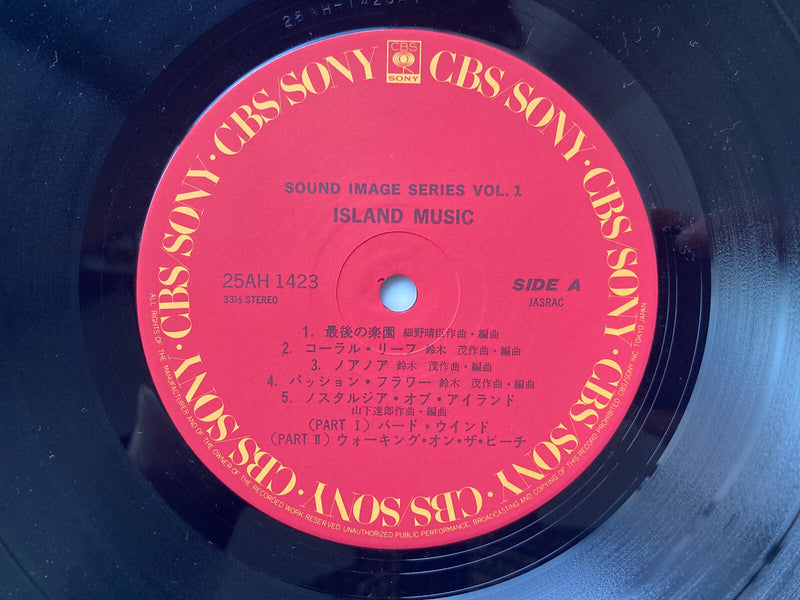 25AH-1423A1
CBS
SONY
CBS/SONY · CBS/SONY · CBS/SONY · CBS/SONY · CBS/SONY · CBS/SONY · CBS/SONY · CBS/SONY
SOUND IMAGE SERIES VOL. 1
ISLAND MUSIC
25AH 1423
33⅓ STEREO
SIDE A
JASRAC
1. 最後の楽園 細野晴臣作曲・編曲
2. コーラル・リーフ 鈴木 茂作曲・編曲
3. ノアノア 鈴木 茂作曲・編曲
4. パッション・フラワー 鈴木 茂作曲・編曲
5. ノスタルジア・オブ・アイランド
山下達郎作曲・編曲
(PART I) バード・ウインド
(PART II) ウォーキング・オン・ザ・ビーチ
ALL RIGHTS OF THE MANUFACTURER AND OF THE OWNER OF THE RECORDED WORK RESERVED. UNAUTHORIZED PUBLIC PERFORMANCE, BROADCASTING AND COPYING OF THIS RECORD PROHIBITED CBS/SONY INC. TOKYO JAPAN.